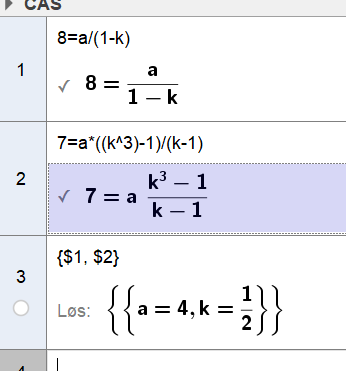 CAS
8=a/(1-k)
1
✓ 8 = a / (1 − k)
7=a*((k^3)-1)/(k-1)
2
✓ 7 = a (k³ − 1) / (k − 1)
{$1, $2}
3
Løs: {{a = 4, k = 1/2}}
4